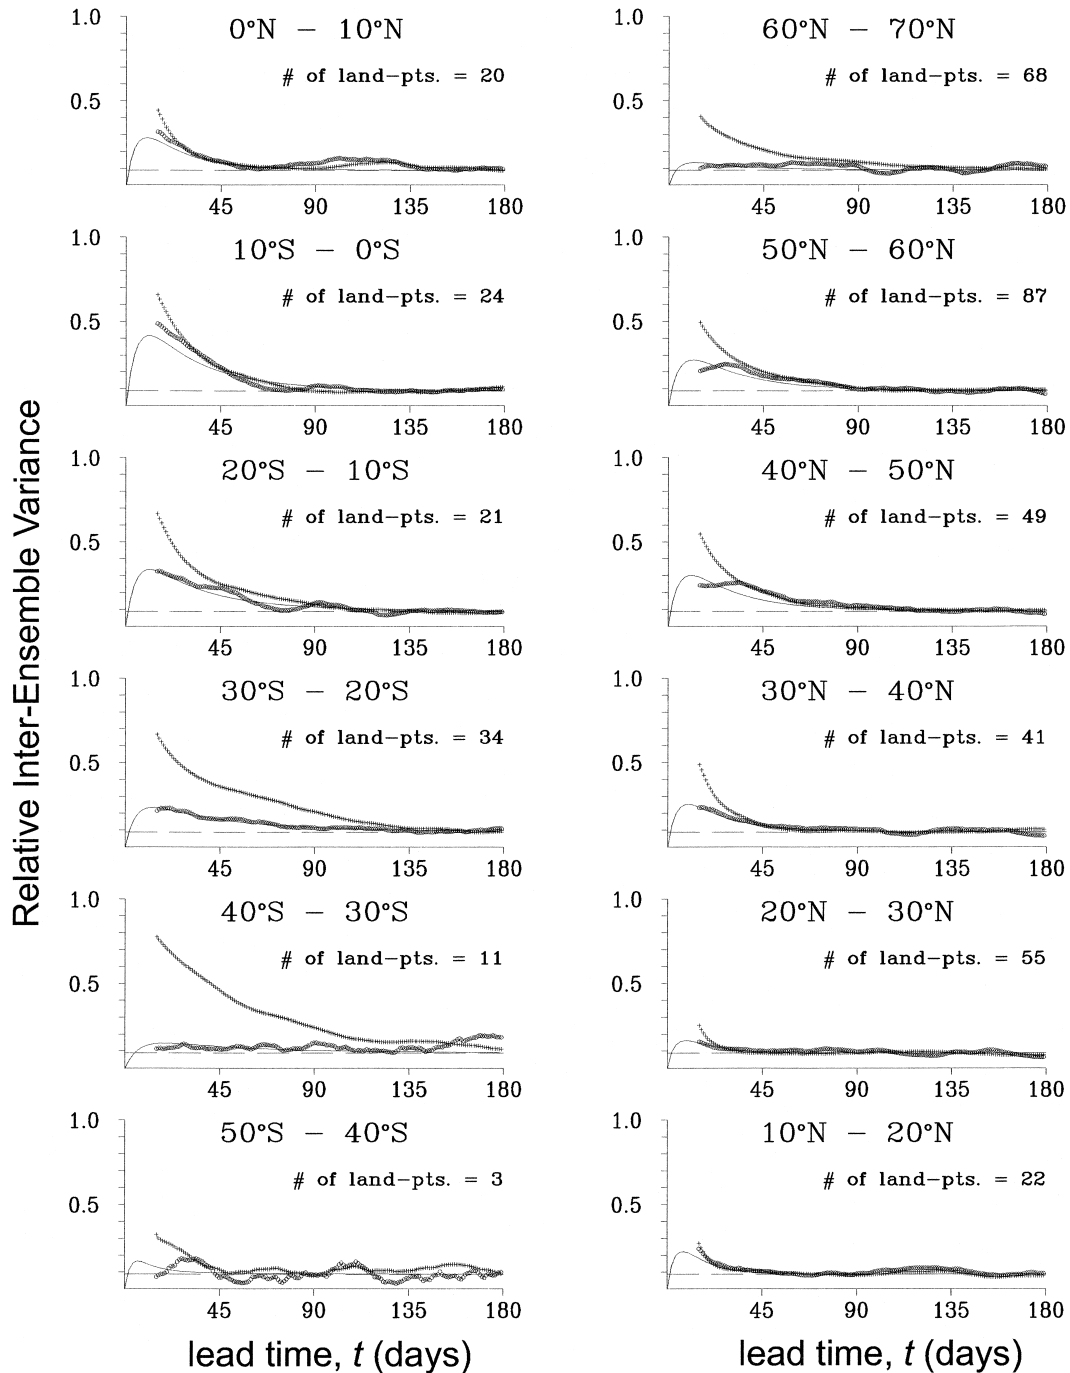 Relative Inter-Ensemble Variance
1.0
0°N – 10°N
# of land-pts. = 20
0.5
45 90 135 180
1.0
10°S – 0°S
# of land-pts. = 24
0.5
45 90 135 180
1.0
20°S – 10°S
# of land-pts. = 21
0.5
45 90 135 180
1.0
30°S – 20°S
# of land-pts. = 34
0.5
45 90 135 180
1.0
40°S – 30°S
# of land-pts. = 11
0.5
45 90 135 180
1.0
50°S – 40°S
# of land-pts. = 3
0.5
45 90 135 180
lead time, t (days)
1.0
60°N – 70°N
# of land-pts. = 68
0.5
45 90 135 180
1.0
50°N – 60°N
# of land-pts. = 87
0.5
45 90 135 180
1.0
40°N – 50°N
# of land-pts. = 49
0.5
45 90 135 180
1.0
30°N – 40°N
# of land-pts. = 41
0.5
45 90 135 180
1.0
20°N – 30°N
# of land-pts. = 55
0.5
45 90 135 180
1.0
10°N – 20°N
# of land-pts. = 22
0.5
45 90 135 180
lead time, t (days)